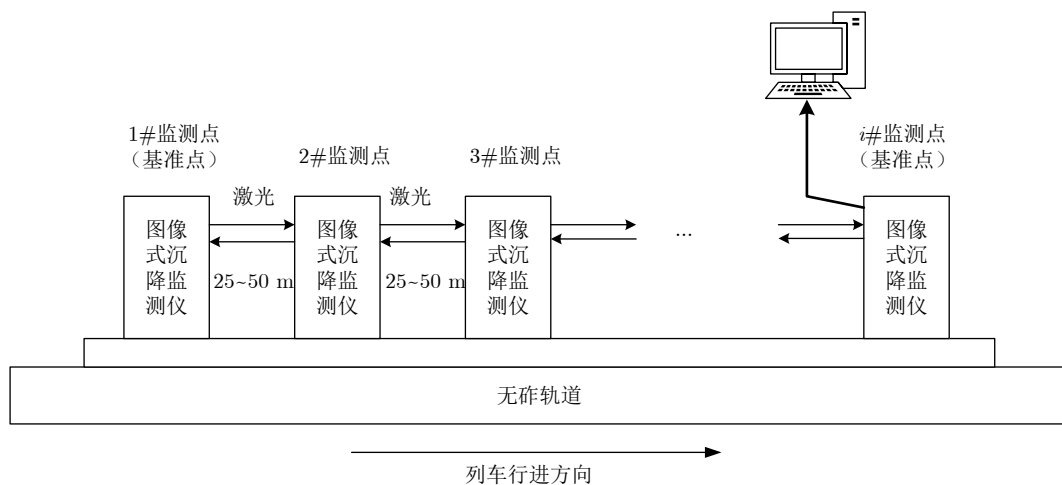 1#监测点
(基准点)
2#监测点
3#监测点
i#监测点
(基准点)
激光
激光
图像
式沉
降监
测仪
25~50 m
图像
式沉
降监
测仪
25~50 m
图像
式沉
降监
测仪
...
图像
式沉
降监
测仪
无砟轨道
列车行进方向